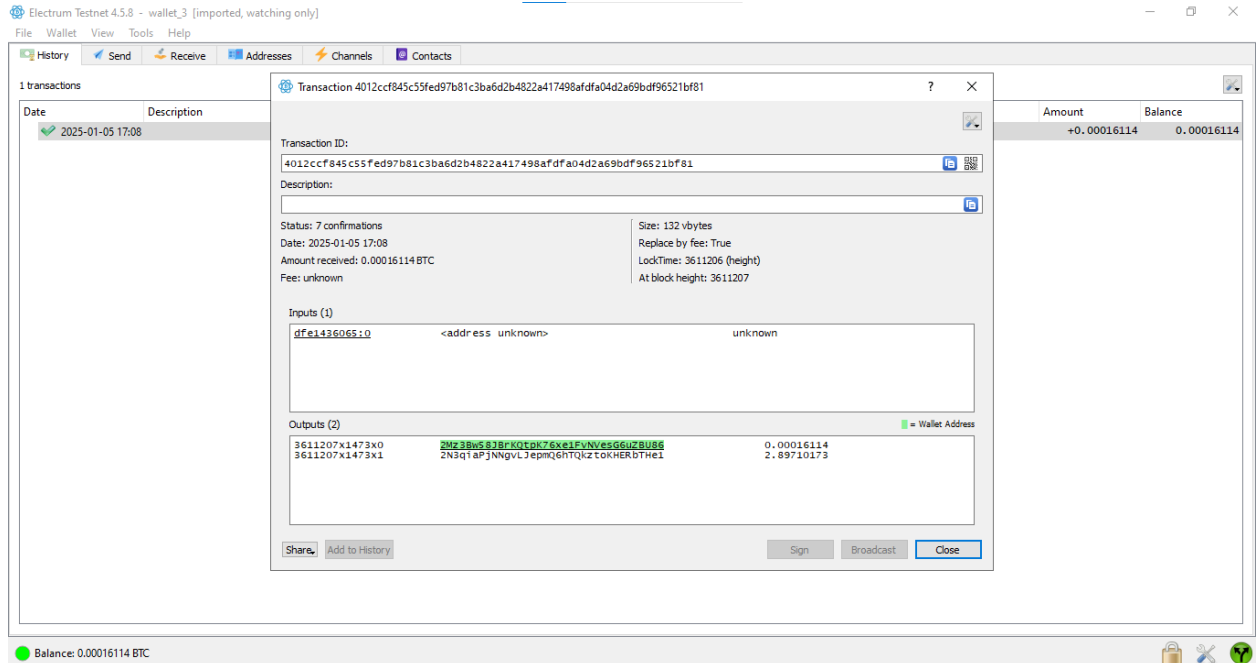 Electrum Testnet 4.5.8 - wallet_3 [imported, watching only]
File Wallet View Tools Help
History Send Receive Addresses Channels Contacts
1 transactions
Date Description Amount Balance
2025-01-05 17:08 +0.00016114 0.00016114
Transaction 4012ccf845c55fed97b81c3ba6d2b4822a417498afdfa04d2a69bdf96521bf81
Transaction ID:
4012ccf845c55fed97b81c3ba6d2b4822a417498afdfa04d2a69bdf96521bf81
Description:
Status: 7 confirmations
Date: 2025-01-05 17:08
Amount received: 0.00016114 BTC
Fee: unknown
Size: 132 vbytes
Replace by fee: True
LockTime: 3611206 (height)
At block height: 3611207
Inputs (1)
dfe1436065:0 <address unknown> unknown
Outputs (2)
= Wallet Address
3611207x1473x0 2Mz3BwS8JBrKQtpK76xe1FvNVesG6uZBU86 0.00016114
3611207x1473x1 2N3qiaPjNNgvLJepmQ6hTQkztoKHERbTHe1 2.89710173
Share Add to History Sign Broadcast Close
Balance: 0.00016114 BTC